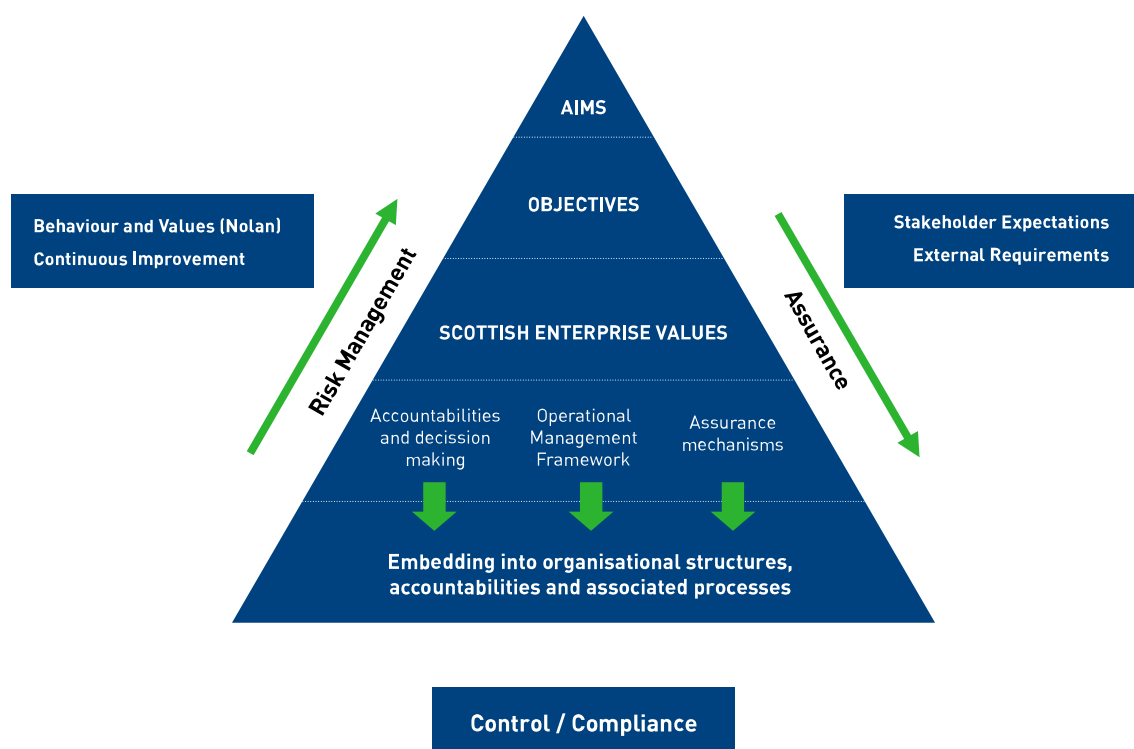 AIMS
OBJECTIVES
Behaviour and Values (Nolan)
Continuous Improvement
Stakeholder Expectations
External Requirements
Risk Management
Assurance
SCOTTISH ENTERPRISE VALUES
Accountabilities
and decission
making
Operational
Management
Framework
Assurance
mechanisms
Embedding into organisational structures,
accountabilities and associated processes
Control / Compliance